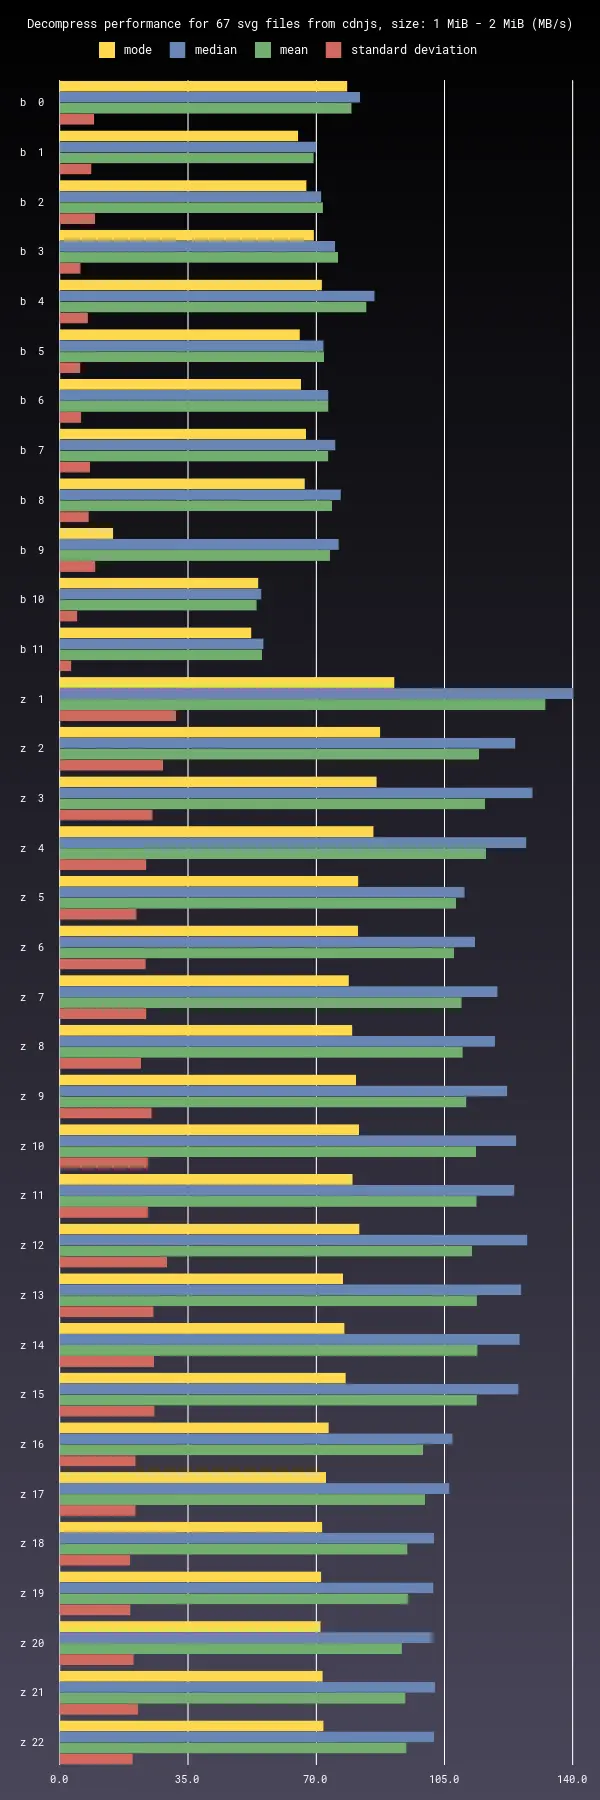 Decompress performance for 67 svg files from cdnjs, size: 1 MiB - 2 MiB (MB/s)
mode median mean standard deviation
b 0
b 1
b 2
b 3
b 4
b 5
b 6
b 7
b 8
b 9
b 10
b 11
z 1
z 2
z 3
z 4
z 5
z 6
z 7
z 8
z 9
z 10
z 11
z 12
z 13
z 14
z 15
z 16
z 17
z 18
z 19
z 20
z 21
z 22
0.0 35.0 70.0 105.0 140.0